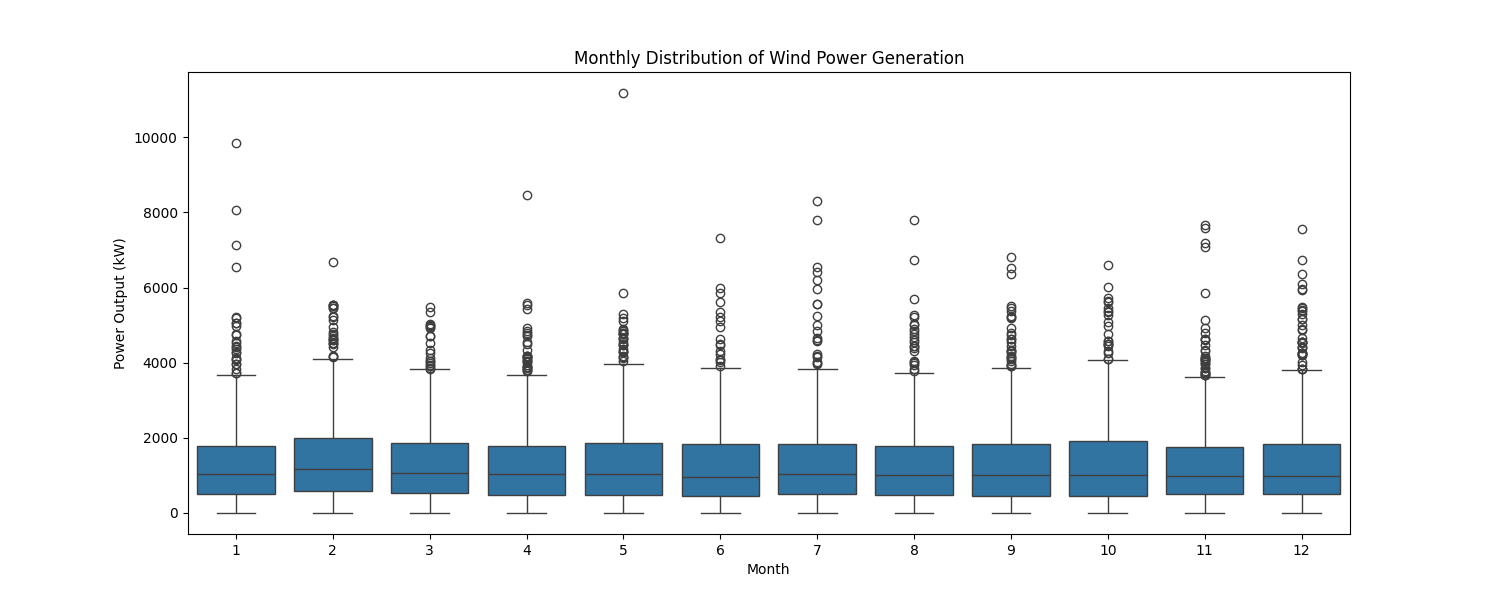 Monthly Distribution of Wind Power Generation
Power Output (kW)
10000
8000
6000
4000
2000
0
1 2 3 4 5 6 7 8 9 10 11 12
Month